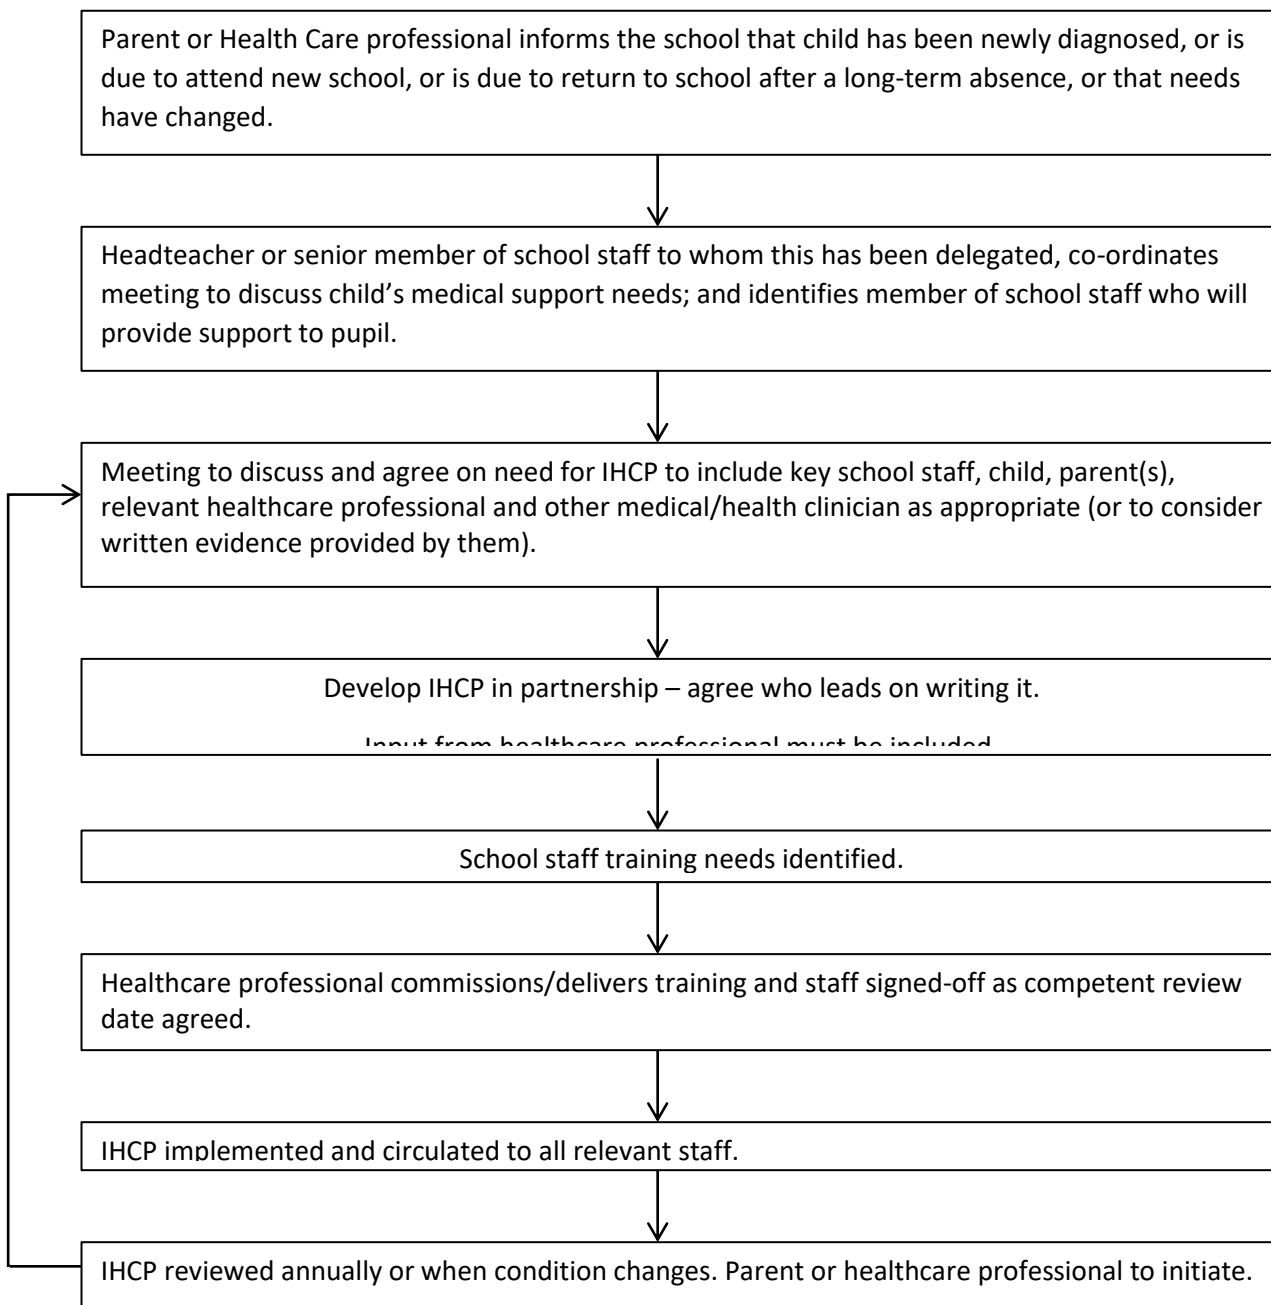 Parent or Health Care professional informs the school that child has been newly diagnosed, or is
due to attend new school, or is due to return to school after a long-term absence, or that needs
have changed.
Headteacher or senior member of school staff to whom this has been delegated, co-ordinates
meeting to discuss child’s medical support needs; and identifies member of school staff who will
provide support to pupil.
Meeting to discuss and agree on need for IHCP to include key school staff, child, parent(s),
relevant healthcare professional and other medical/health clinician as appropriate (or to consider
written evidence provided by them).
Develop IHCP in partnership – agree who leads on writing it.
Input from healthcare professional must be included
School staff training needs identified.
Healthcare professional commissions/delivers training and staff signed-off as competent review
date agreed.
IHCP implemented and circulated to all relevant staff.
IHCP reviewed annually or when condition changes. Parent or healthcare professional to initiate.